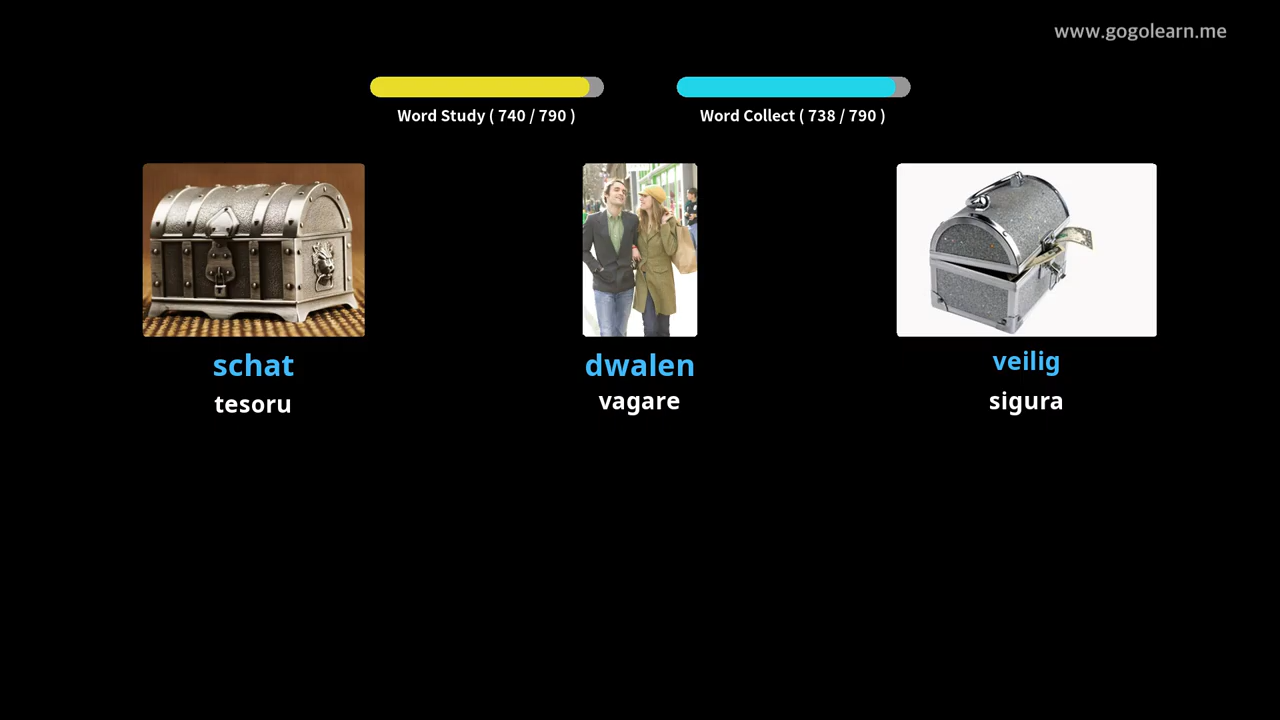 www.gogolearn.me
Word Study ( 740 / 790 )
Word Collect ( 738 / 790 )
schat
tesoru
dwalen
vagare
veilig
sigura